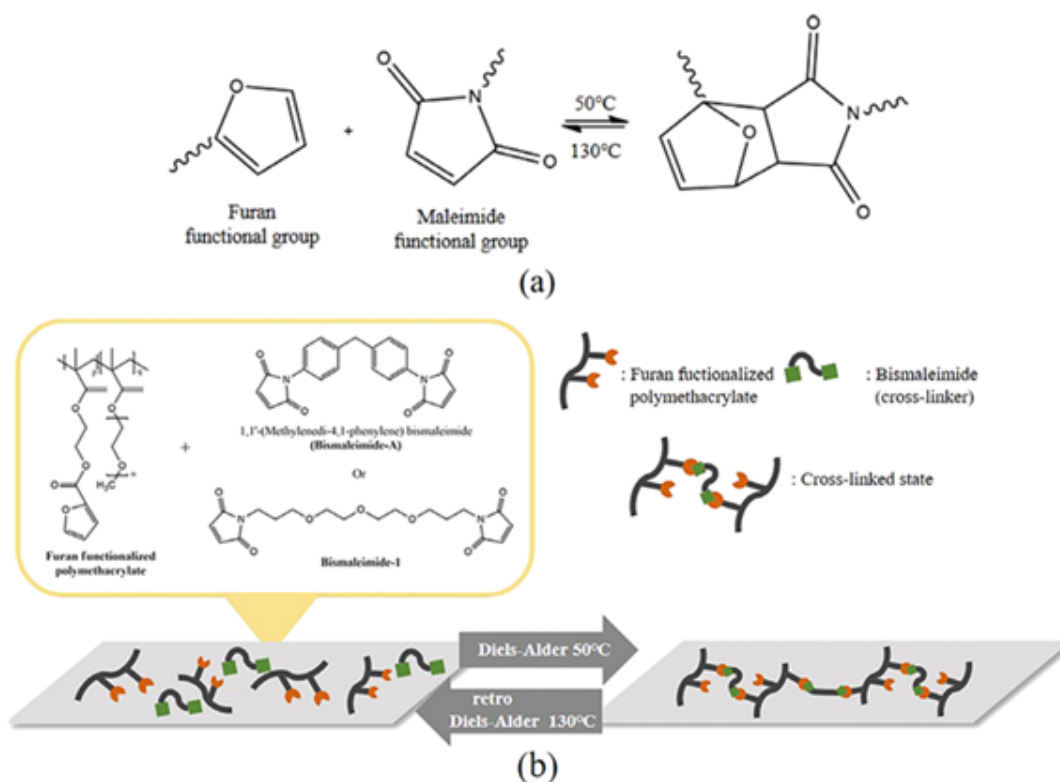 O
O
N
O
O
+
50°C
130°C
O
N
O
O
Furan
functional group
Maleimide
functional group
(a)
O
O
O
O
O
O
O
O
H₃C
N
O
O
N
O
O
1,1'-(Methylenedi-4,1-phenylene) bismaleimide
(Bismaleimide-A)
+
Or
O
N
O
O
O
O
O
N
O
Bismaleimide-1
Furan functionalized
polymethacrylate
: Furan fuctionalized
polymethacrylate
: Bismaleimide
(cross-linker)
: Cross-linked state
Diels-Alder 50°C
retro
Diels-Alder 130°C
(b)